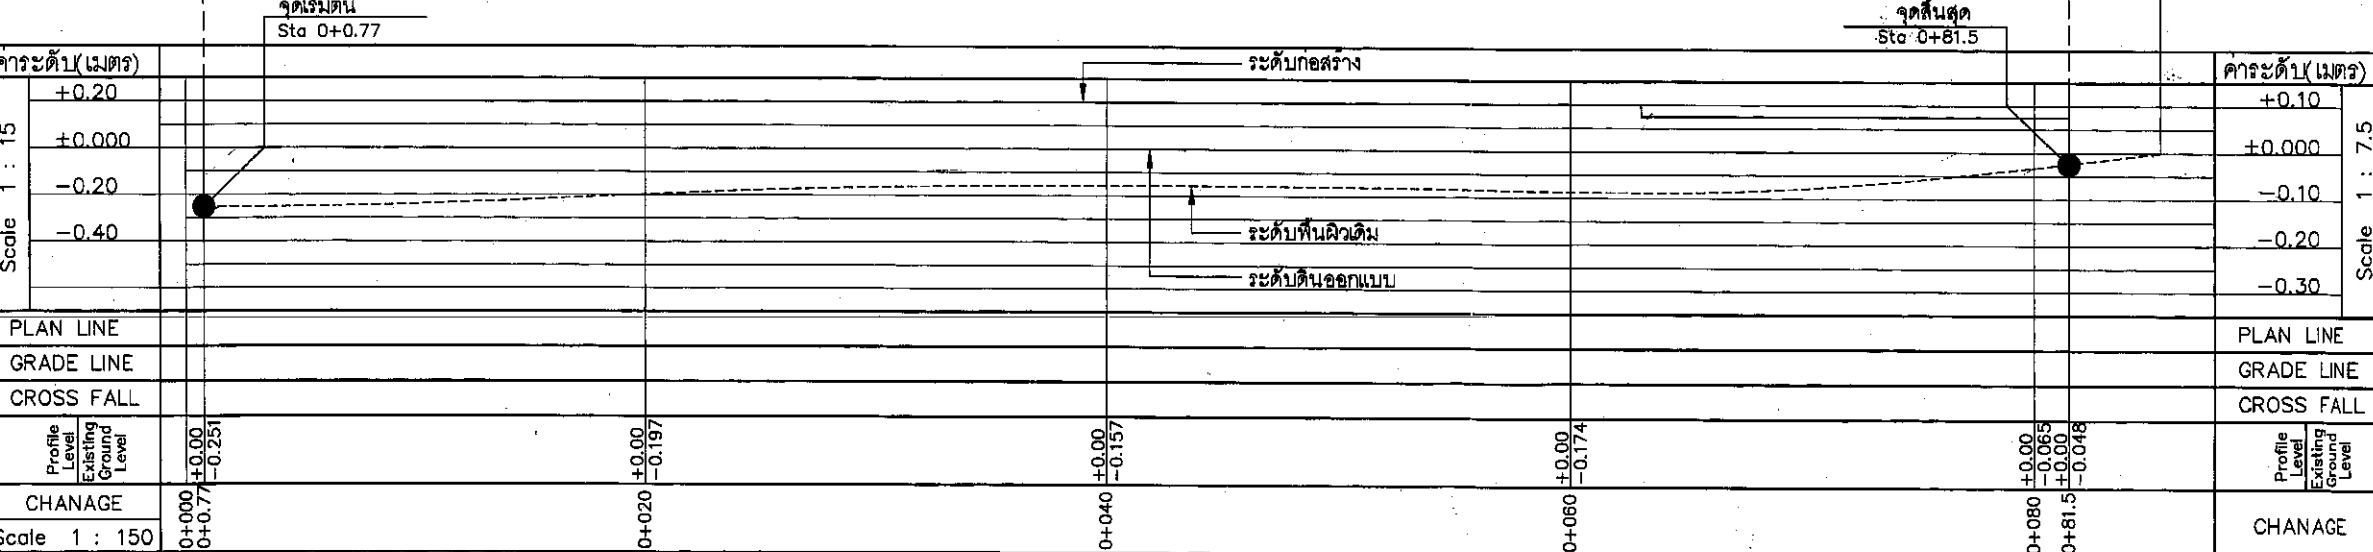 จุดเริ่มต้น
Sta 0+0.77
จุดสิ้นสุด
Sta 0+81.5
ค่าระดับ(เมตร)
ระดับก่อสร้าง
ค่าระดับ(เมตร)
+0.20
+0.10
±0.000
±0.000
-0.20
-0.10
-0.40
-0.20
-0.30
Scale 1 : 15
Scale 1 : 7.5
ระดับพื้นผิวเดิม
ระดับดินออกแบบ
PLAN LINE
PLAN LINE
GRADE LINE
GRADE LINE
CROSS FALL
CROSS FALL
Profile Level
Existing Ground Level
+0.00
-0.251
+0.00
-0.197
+0.00
-0.157
+0.00
-0.174
+0.00
-0.065
+0.00
-0.048
Profile Level
Existing Ground Level
CHANAGE
0+000
0+0.77
0+020
0+040
0+060
0+080
0+81.5
CHANAGE
Scale 1 : 150